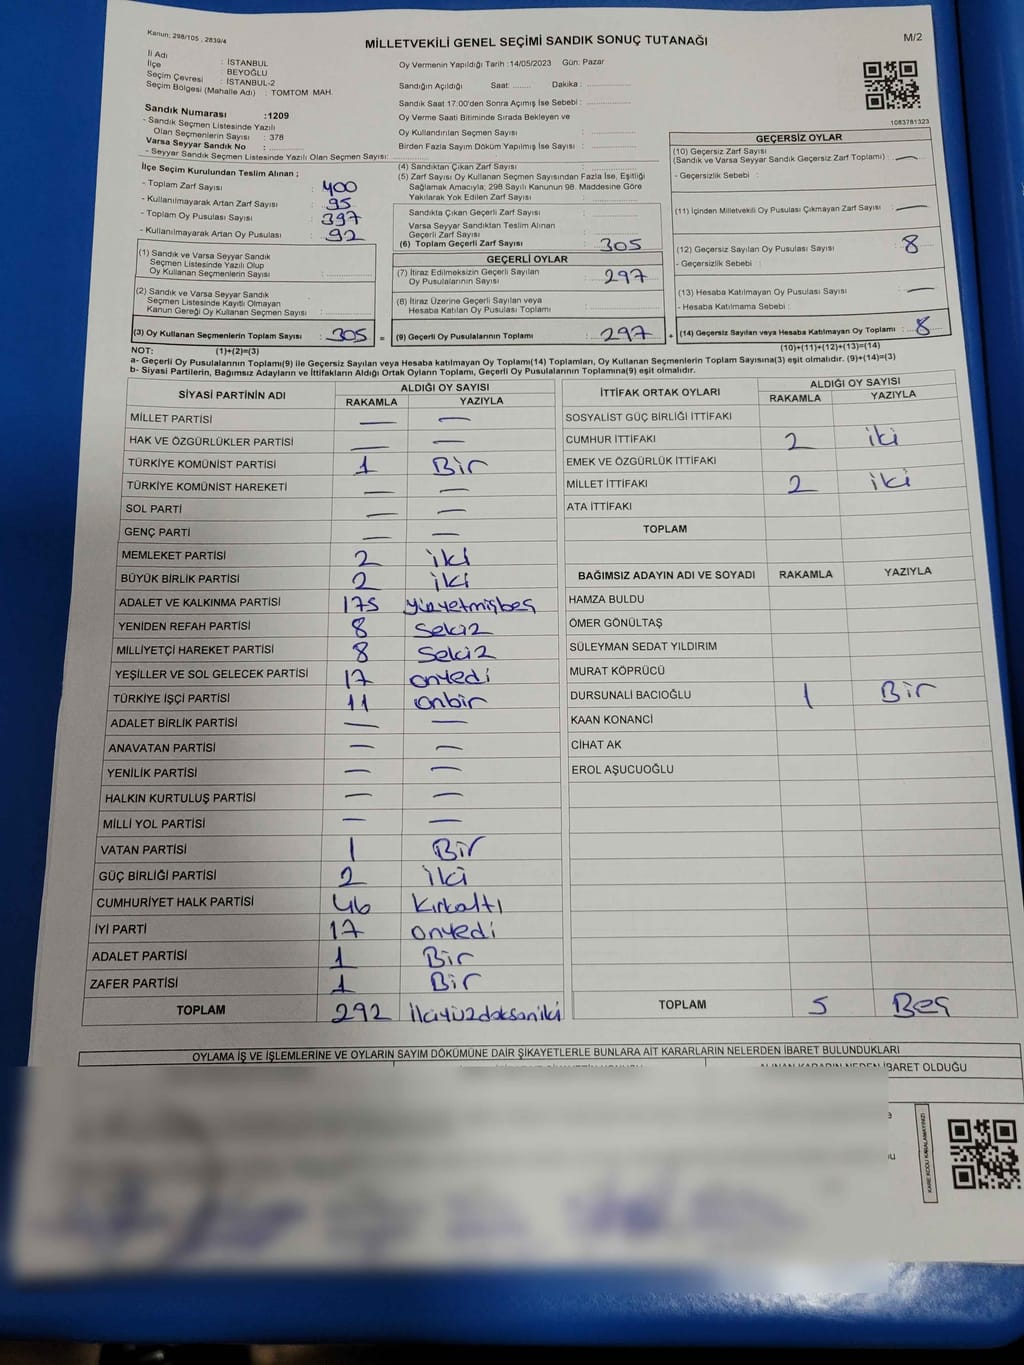 Kanun: 298/105 , 2839/4
MİLLETVEKİLİ GENEL SEÇİMİ SANDIK SONUÇ TUTANAĞI
M/2
İl Adı : İSTANBUL
İlçe : BEYOĞLU
Seçim Çevresi : İSTANBUL-2
Seçim Bölgesi (Mahalle Adı) : TOMTOM MAH.
Sandık Numarası :1209
- Sandık Seçmen Listesinde Yazılı
Olan Seçmenlerin Sayısı : 378
Varsa Seyyar Sandık No :
- Seyyar Sandık Seçmen Listesinde Yazılı Olan Seçmen Sayısı:
Oy Vermenin Yapıldığı Tarih :14/05/2023 Gün: Pazar
Sandığın Açıldığı Saat: Dakika:
Sandık Saat 17:00'den Sonra Açımış İse Sebebi :
Oy Verme Saati Bitiminde Sırada Bekleyen ve
Oy Kullandırılan Seçmen Sayısı :
Birden Fazla Sayım Döküm Yapılmış İse Sayısı :
1083781323
İlçe Seçim Kurulundan Teslim Alınan ;
- Toplam Zarf Sayısı : 400
- Kullanılmayarak Artan Zarf Sayısı : 95
- Toplam Oy Pusulası Sayısı : 397
- Kullanılmayarak Artan Oy Pusulası : 92
(1) Sandık ve Varsa Seyyar Sandık
Seçmen Listesinde Yazılı Olup
Oy Kullanan Seçmenlerin Sayısı :
(2) Sandık ve Varsa Seyyar Sandık
Seçmen Listesinde Kayıtlı Olmayan
Kanun Gereği Oy Kullanan Seçmen Sayısı :
(3) Oy Kullanan Seçmenlerin Toplam Sayısı : 305
(4) Sandıktan Çıkan Zarf Sayısı :
(5) Zarf Sayısı Oy Kullanan Seçmen Sayısından Fazla İse, Eşitliği
Sağlamak Amacıyla; 298 Sayılı Kanunun 98. Maddesine Göre
Yakılarak Yok Edilen Zarf Sayısı :
Sandıkta Çıkan Geçerli Zarf Sayısı :
Varsa Seyyar Sandıktan Teslim Alınan
Geçerli Zarf Sayısı :
(6) Toplam Geçerli Zarf Sayısı : 305
GEÇERLİ OYLAR
(7) İtiraz Edilmeksizin Geçerli Sayılan
Oy Pusulalarının Sayısı : 297
(8) İtiraz Üzerine Geçerli Sayılan veya
Hesaba Katılan Oy Pusulası Toplamı :
= (9) Geçerli Oy Pusulalarının Toplamı : 297
GEÇERSİZ OYLAR
(10) Geçersiz Zarf Sayısı
(Sandık ve Varsa Seyyar Sandık Geçersiz Zarf Toplamı) : —
- Geçersizlik Sebebi :
(11) İçinden Milletvekili Oy Pusulası Çıkmayan Zarf Sayısı : —
(12) Geçersiz Sayılan Oy Pusulası Sayısı : 8
- Geçersizlik Sebebi :
(13) Hesaba Katılmayan Oy Pusulası Sayısı : —
- Hesaba Katılmama Sebebi :
+ (14) Geçersiz Sayılan veya Hesaba Katılmayan Oy Toplamı : 8
NOT: (1)+(2)=(3)
(10)+(11)+(12)+(13)=(14)
a- Geçerli Oy Pusulalarının Toplamı(9) ile Geçersiz Sayılan veya Hesaba katılmayan Oy Toplamı(14) Toplamları, Oy Kullanan Seçmenlerin Toplam Sayısına(3) eşit olmalıdır. (9)+(14)=(3)
b- Siyasi Partilerin, Bağımsız Adayların ve İttifakların Aldığı Ortak Oyların Toplamı, Geçerli Oy Pusulalarının Toplamına(9) eşit olmalıdır.
SİYASİ PARTİNİN ADI ALDIĞI OY SAYISI
RAKAMLA YAZIYLA
MİLLET PARTİSİ — —
HAK VE ÖZGÜRLÜKLER PARTİSİ — —
TÜRKİYE KOMÜNİST PARTİSİ 1 Bir
TÜRKİYE KOMÜNİST HAREKETİ — —
SOL PARTİ — —
GENÇ PARTİ — —
MEMLEKET PARTİSİ 2 iki
BÜYÜK BİRLİK PARTİSİ 2 iki
ADALET VE KALKINMA PARTİSİ 175 yüzyetmişbeş
YENİDEN REFAH PARTİSİ 8 Sekiz
MİLLİYETÇİ HAREKET PARTİSİ 8 Sekiz
YEŞİLLER VE SOL GELECEK PARTİSİ 17 onyedi
TÜRKİYE İŞÇİ PARTİSİ 11 onbir
ADALET BİRLİK PARTİSİ — —
ANAVATAN PARTİSİ — —
YENİLİK PARTİSİ — —
HALKIN KURTULUŞ PARTİSİ — —
MİLLİ YOL PARTİSİ — —
VATAN PARTİSİ 1 Bir
GÜÇ BİRLİĞİ PARTİSİ 2 iki
CUMHURİYET HALK PARTİSİ 46 Kırkaltı
İYİ PARTİ 17 onyedi
ADALET PARTİSİ 1 Bir
ZAFER PARTİSİ 1 Bir
TOPLAM 292 ikiyüzdoksaniki
İTTİFAK ORTAK OYLARI ALDIĞI OY SAYISI
RAKAMLA YAZIYLA
SOSYALİST GÜÇ BİRLİĞİ İTTİFAKI
CUMHUR İTTİFAKI 2 iki
EMEK VE ÖZGÜRLÜK İTTİFAKI
MİLLET İTTİFAKI 2 iki
ATA İTTİFAKI
TOPLAM
BAĞIMSIZ ADAYIN ADI VE SOYADI RAKAMLA YAZIYLA
HAMZA BULDU
ÖMER GÖNÜLTAŞ
SÜLEYMAN SEDAT YILDIRIM
MURAT KÖPRÜCÜ
DURSUNALİ BACIOĞLU 1 Bir
KAAN KONANCİ
CİHAT AK
EROL AŞUCUOĞLU
TOPLAM 5 Beş
OYLAMA İŞ VE İŞLEMLERİNE VE OYLARIN SAYIM DÖKÜMÜNE DAİR ŞİKAYETLERLE BUNLARA AİT KARARLARIN NELERDEN İBARET BULUNDUKLARI
ALINAN KARARIN NEDEN İBARET OLDUĞU